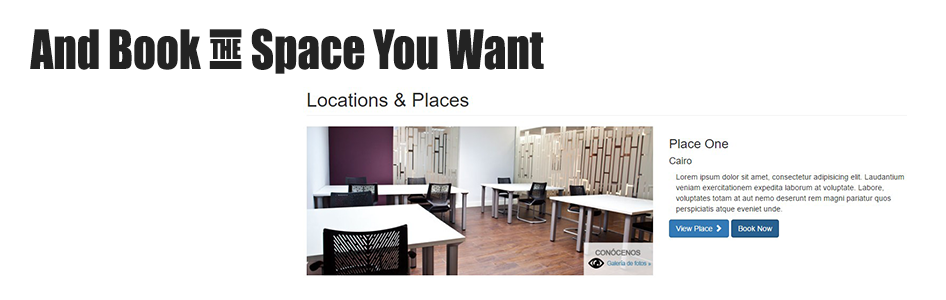 And Book THE Space You Want
Locations & Places
Place One
Cairo
Lorem ipsum dolor sit amet, consectetur adipisicing elit. Laudantium
veniam exercitationem expedita laborum at voluptate. Labore,
voluptates totam at aut nemo deserunt rem magni pariatur quos
perspiciatis atque eveniet unde.
View Place
Book Now
CONÓCENOS
Galería de fotos »